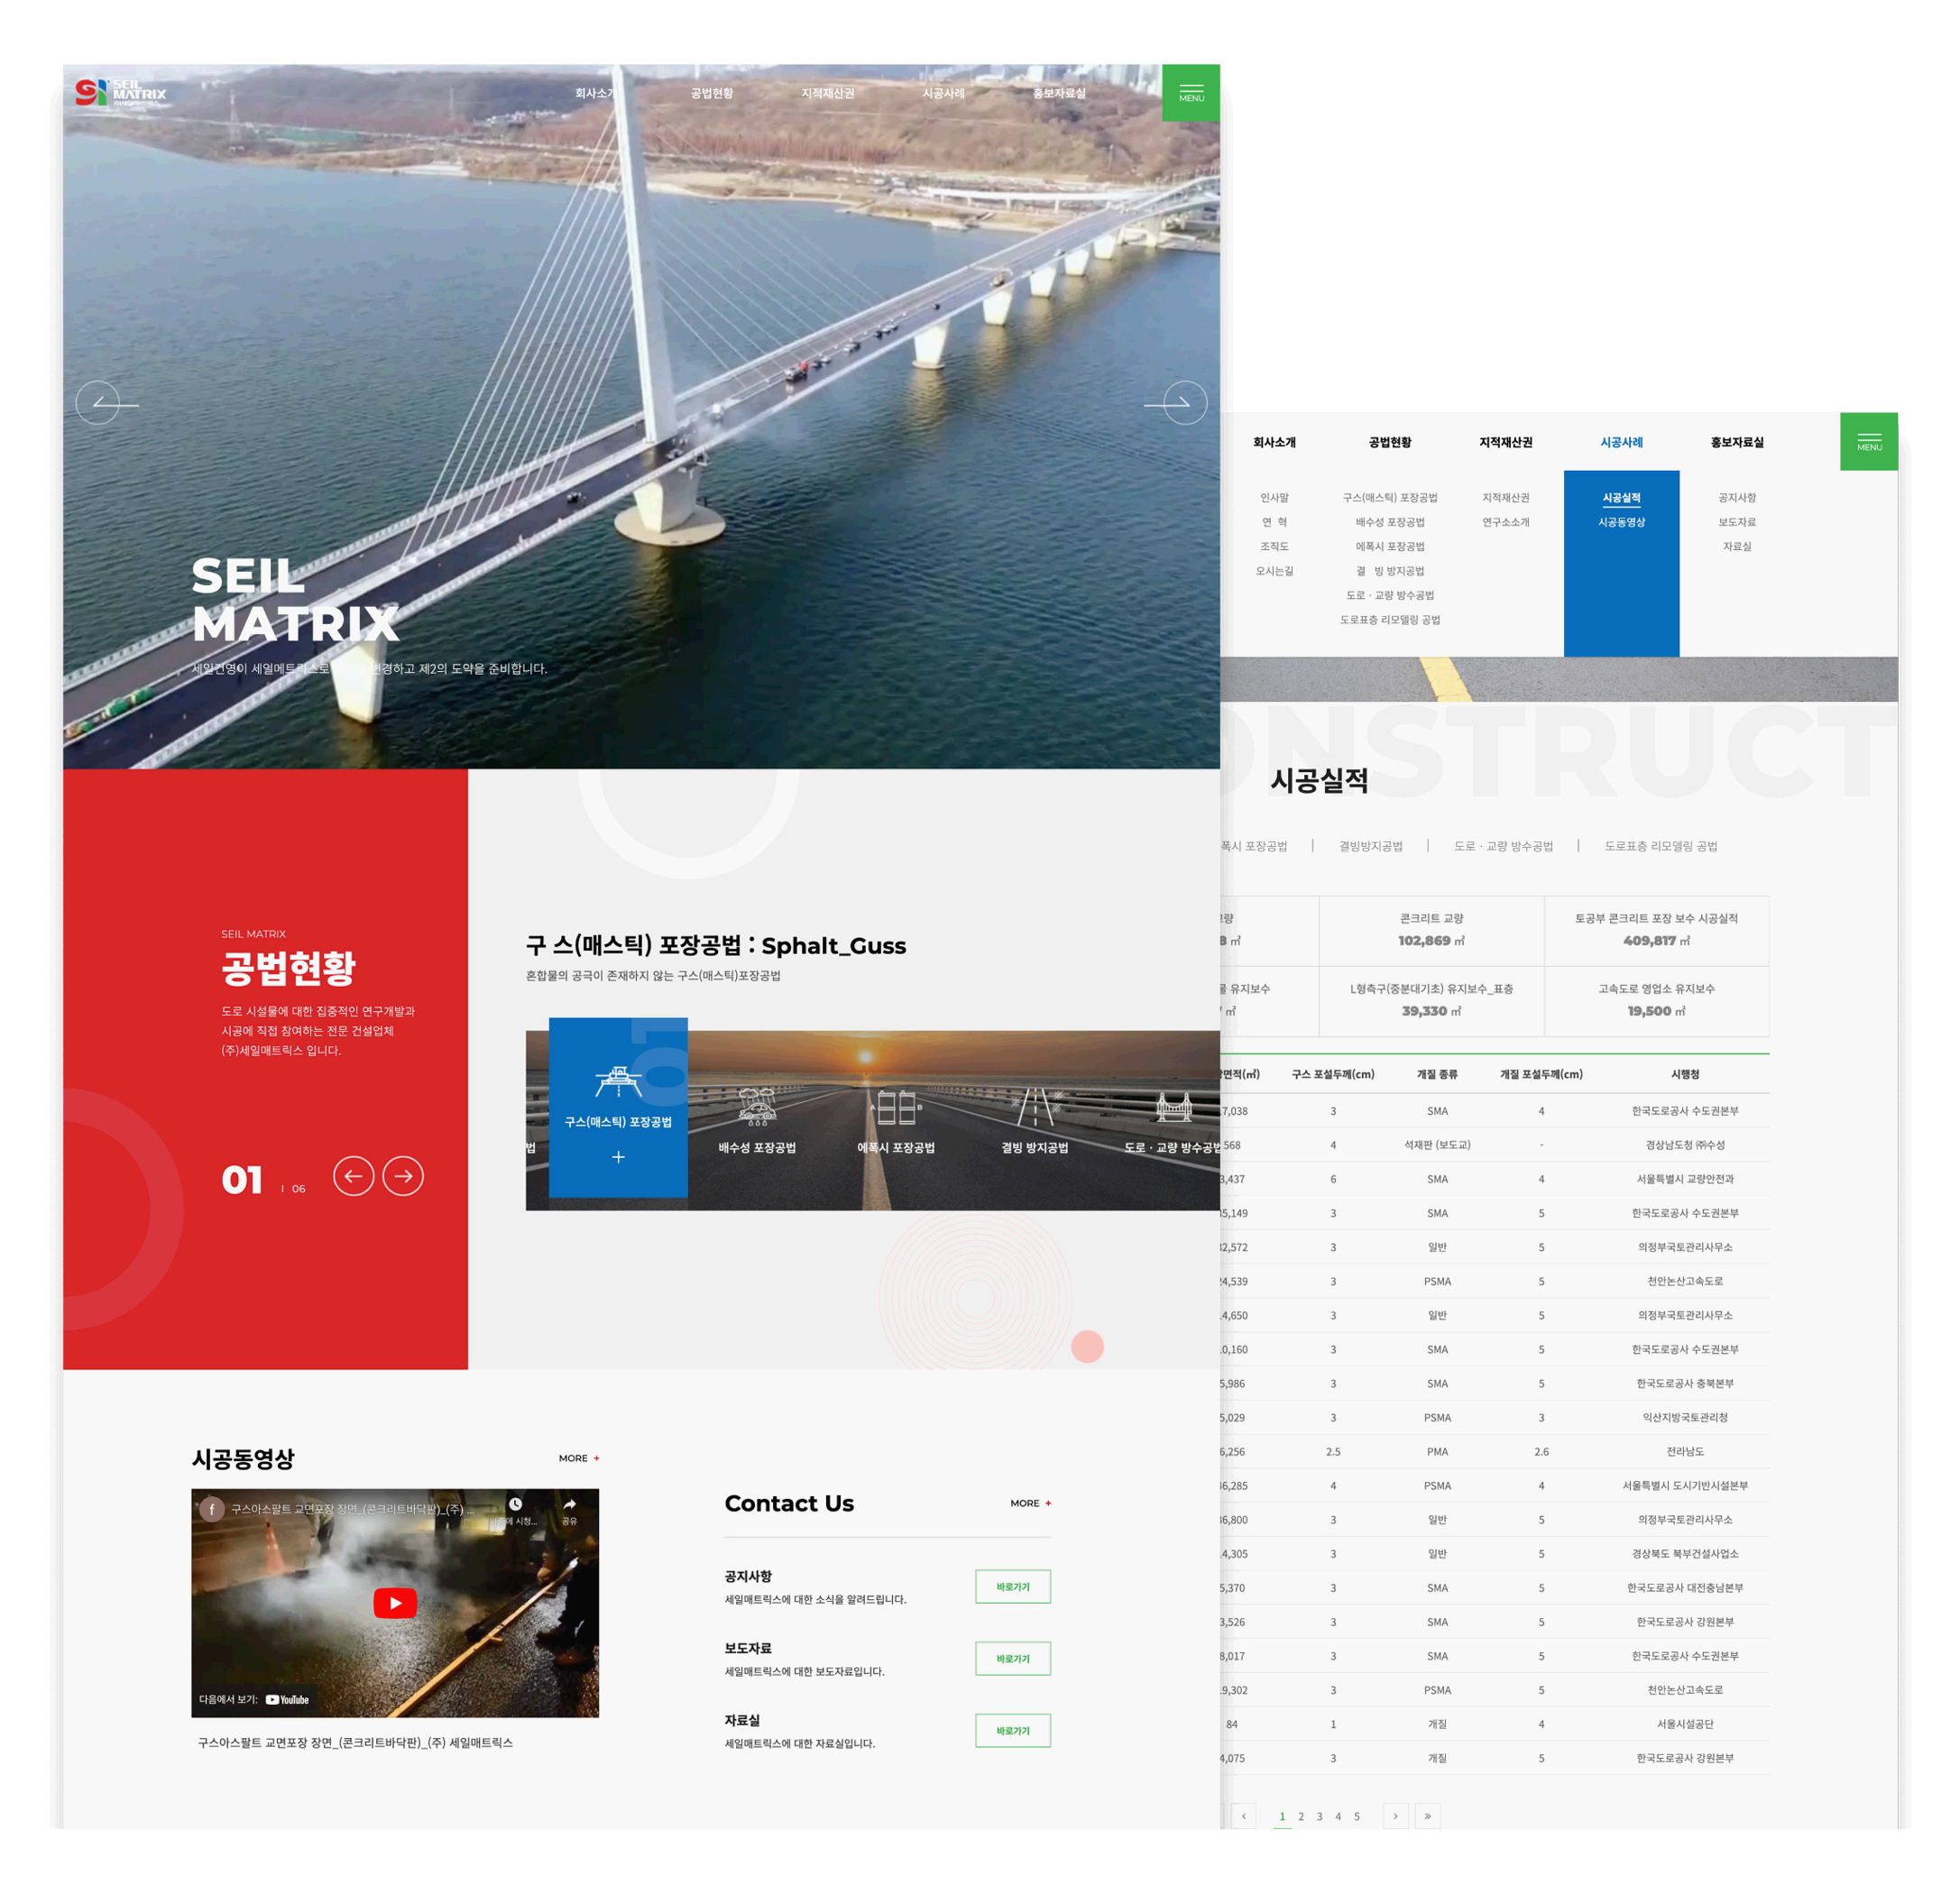 SEIL
MATRIX
회사소개
공법현황
지적재산권
시공사례
홍보자료실
MENU
SEIL
MATRIX
세일건영이 세일메트릭스로 변경하고 제2의 도약을 준비합니다.
SEIL MATRIX
공법현황
도로 시설물에 대한 집중적인 연구개발과
시공에 직접 참여하는 전문 건설업체
(주)세일매트릭스 입니다.
01 | 06
구 스(매스틱) 포장공법 : Sphalt_Guss
혼합물의 공극이 존재하지 않는 구스(매스틱)포장공법
법
구스(매스틱) 포장공법
+
배수성 포장공법
A B
에폭시 포장공법
결빙 방지공법
도로 · 교량 방수공법
시공동영상
MORE +
f 구스아스팔트 교면포장 장면_(콘크리트바닥판)_(주) ...
공유
다음에서 보기: YouTube
구스아스팔트 교면포장 장면_(콘크리트바닥판)_(주) 세일매트릭스
Contact Us
MORE +
공지사항
세일매트릭스에 대한 소식을 알려드립니다.
바로가기
보도자료
세일매트릭스에 대한 보도자료입니다.
바로가기
자료실
세일매트릭스에 대한 자료실입니다.
바로가기
회사소개 공법현황 지적재산권 시공사례 홍보자료실
MENU
인사말
연 혁
조직도
오시는길
구스(매스틱) 포장공법
배수성 포장공법
에폭시 포장공법
결 빙 방지공법
도로 · 교량 방수공법
도로표층 리모델링 공법
지적재산권
연구소소개
시공실적
시공동영상
공지사항
보도자료
자료실
ONSTRUCT
시공실적
폭시 포장공법 | 결빙방지공법 | 도로 · 교량 방수공법 | 도로표층 리모델링 공법
량 콘크리트 교량 토공부 콘크리트 포장 보수 시공실적
8 ㎡ 102,869 ㎡ 409,817 ㎡
물 유지보수 L형측구(중분대기초) 유지보수_표층 고속도로 영업소 유지보수
㎡ 39,330 ㎡ 19,500 ㎡
면적(㎡) 구스 포설두께(cm) 개질 종류 개질 포설두께(cm) 시행청
7,038 3 SMA 4 한국도로공사 수도권본부
568 4 석재판 (보도교) - 경상남도청 ㈜수성
3,437 6 SMA 4 서울특별시 교량안전과
5,149 3 SMA 5 한국도로공사 수도권본부
32,572 3 일반 5 의정부국토관리사무소
24,539 3 PSMA 5 천안논산고속도로
4,650 3 일반 5 의정부국토관리사무소
0,160 3 SMA 5 한국도로공사 수도권본부
5,986 3 SMA 5 한국도로공사 충북본부
5,029 3 PSMA 3 익산지방국토관리청
6,256 2.5 PMA 2.6 전라남도
6,285 4 PSMA 4 서울특별시 도시기반시설본부
6,800 3 일반 5 의정부국토관리사무소
4,305 3 일반 5 경상북도 북부건설사업소
5,370 3 SMA 5 한국도로공사 대전충남본부
3,526 3 SMA 5 한국도로공사 강원본부
8,017 3 SMA 5 한국도로공사 수도권본부
9,302 3 PSMA 5 천안논산고속도로
84 1 개질 4 서울시설공단
4,075 3 개질 5 한국도로공사 강원본부
‹ 1 2 3 4 5 › »